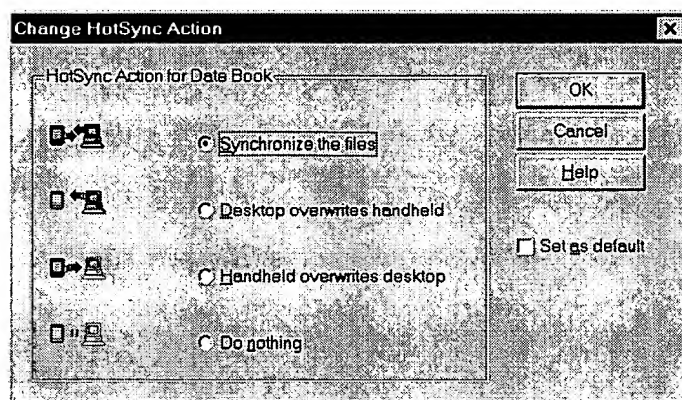 Change HotSync Action
HotSync Action for Date Book
Synchronize the files
Desktop overwrites handheld
Handheld overwrites desktop
Do nothing
OK
Cancel
Help
Set as default